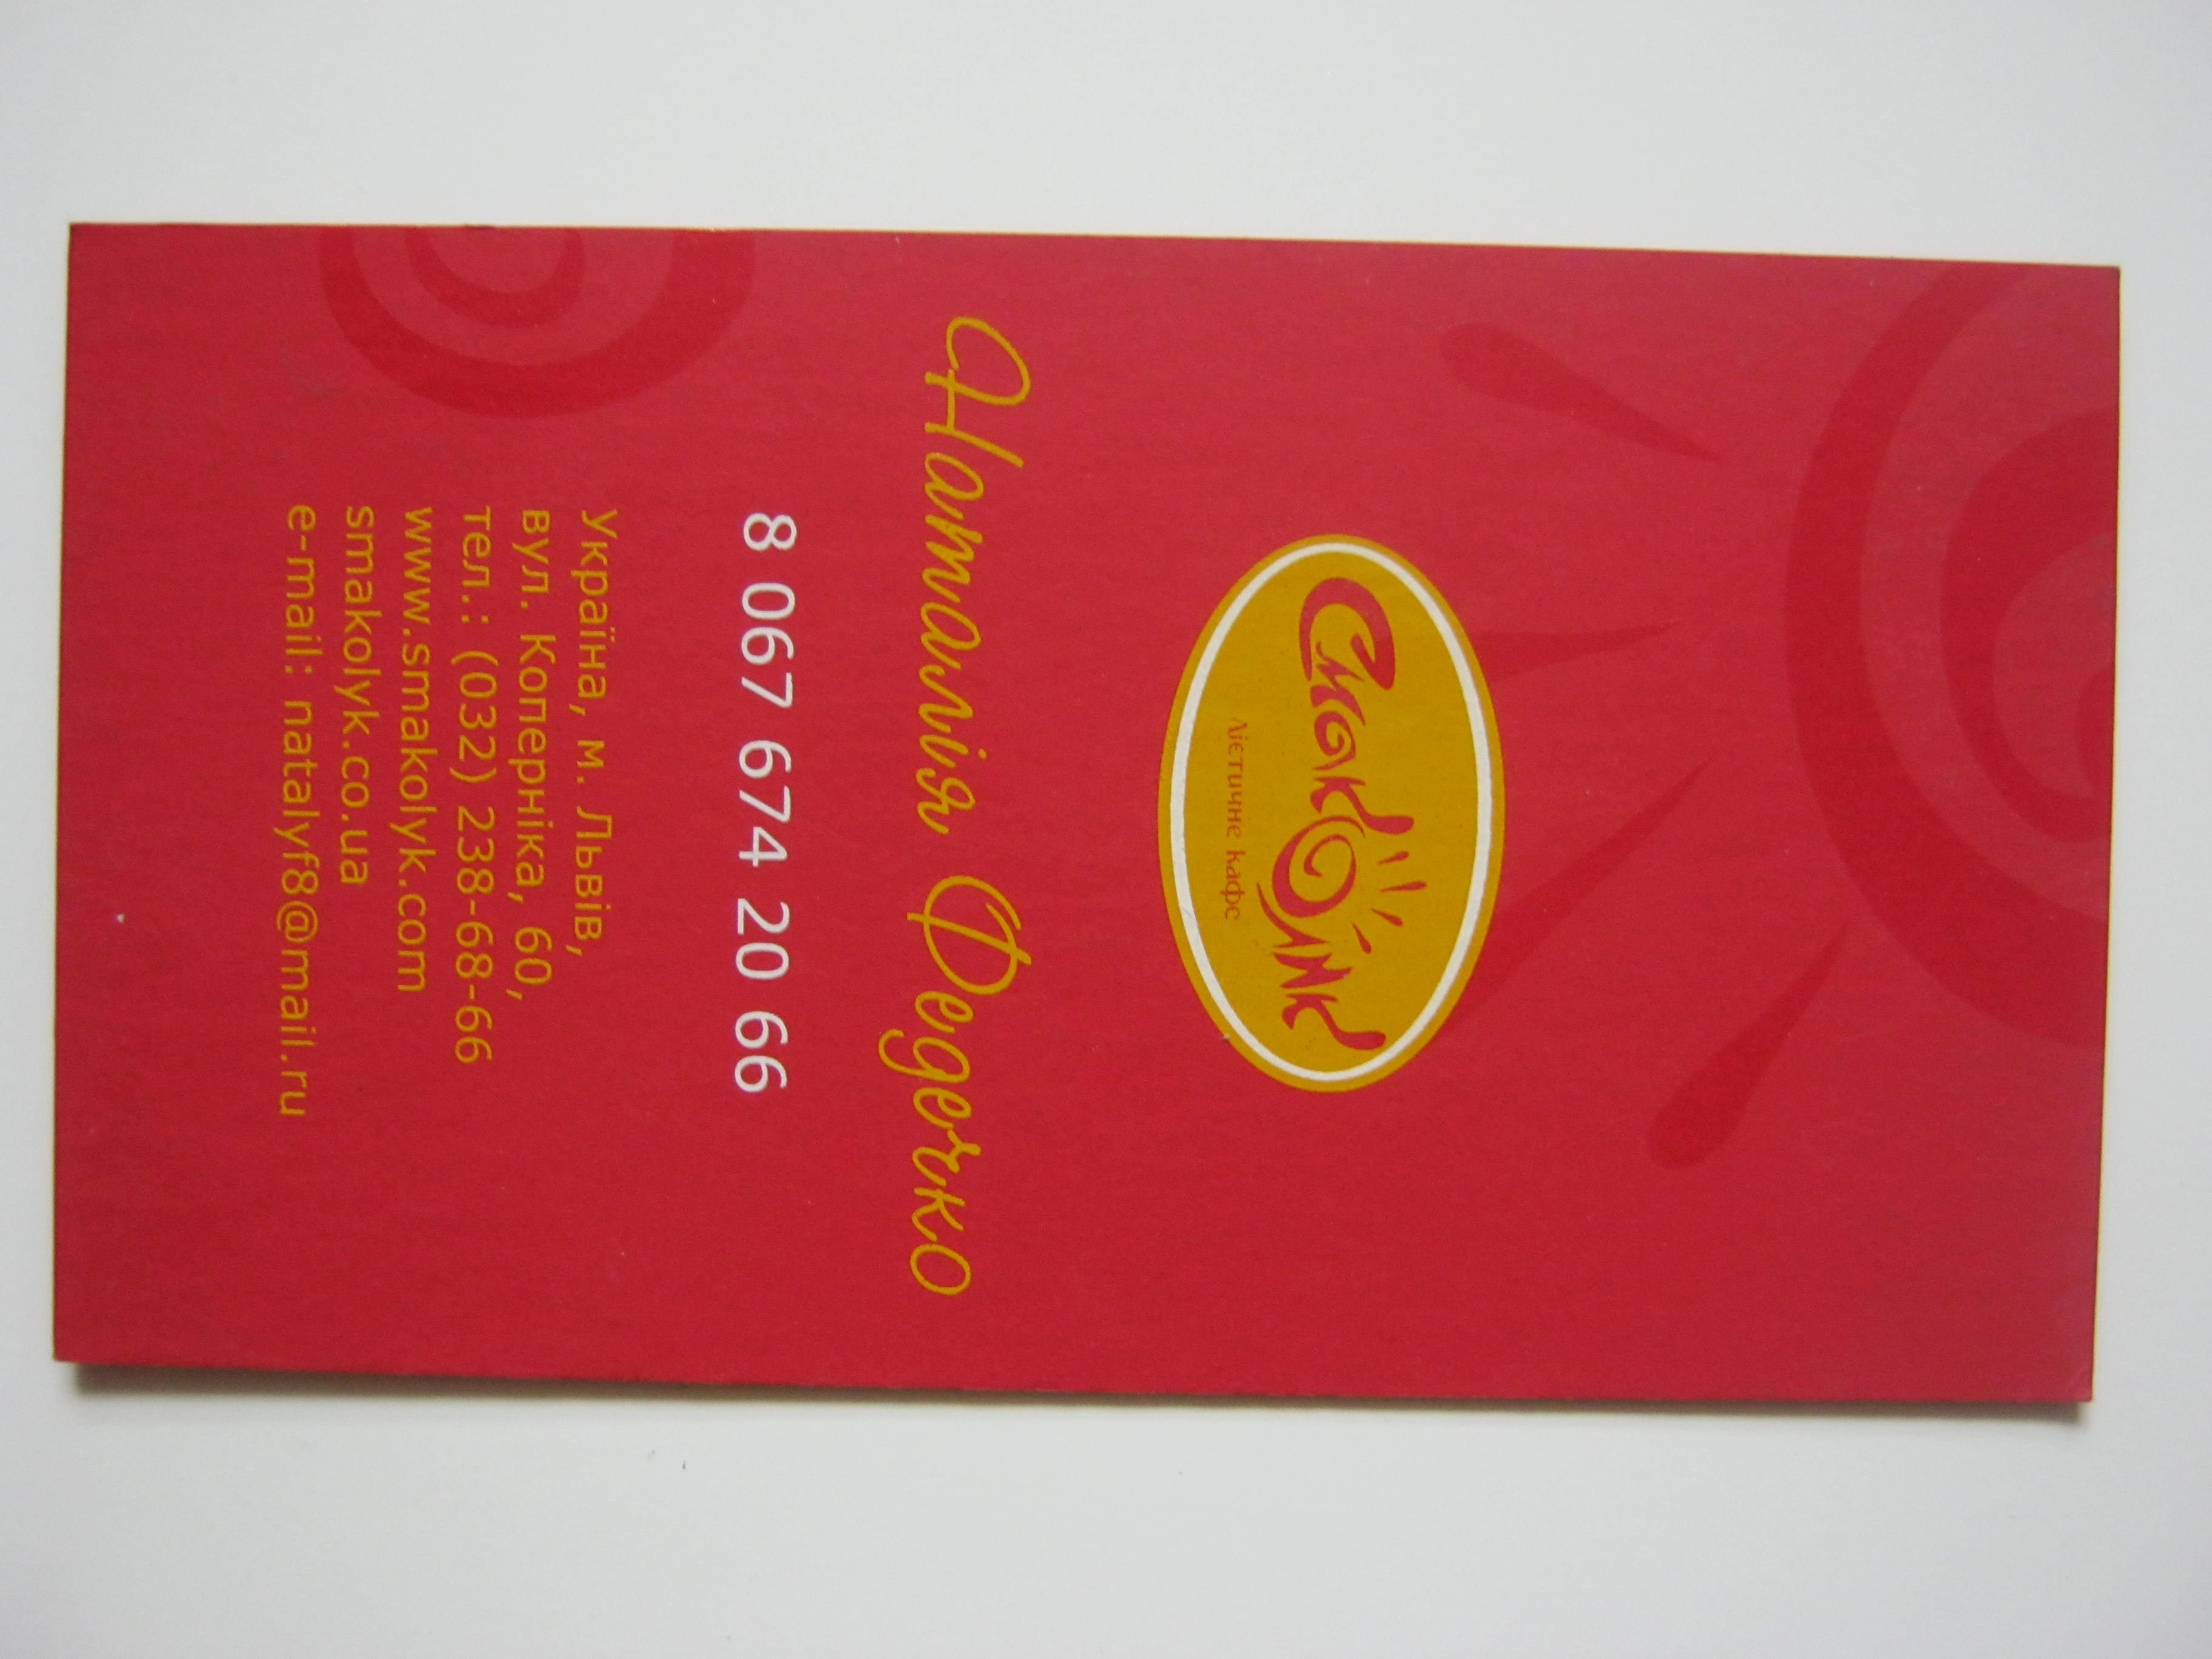 Смаколик
Дієтичне кафе
Наталія Федечко
8 067 674 20 66
Україна, м. Львів,
вул. Коперніка, 60,
тел.: (032) 238-68-66
www.smakolyk.com
smakolyk.co.ua
e-mail: natalyf8@mail.ru